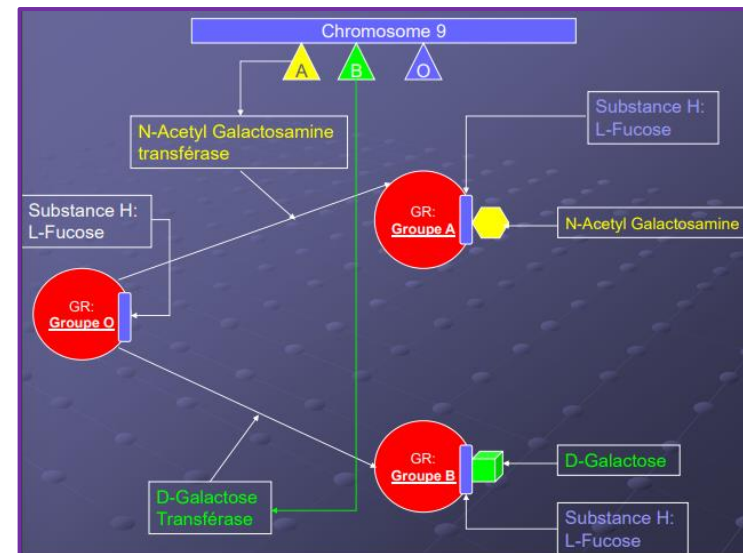 Chromosome 9
A
B
O
N-Acetyl Galactosamine
transférase
Substance H:
L-Fucose
Substance H:
L-Fucose
GR:
Groupe A
N-Acetyl Galactosamine
GR:
Groupe O
GR:
Groupe B
D-Galactose
D-Galactose
Transférase
Substance H:
L-Fucose